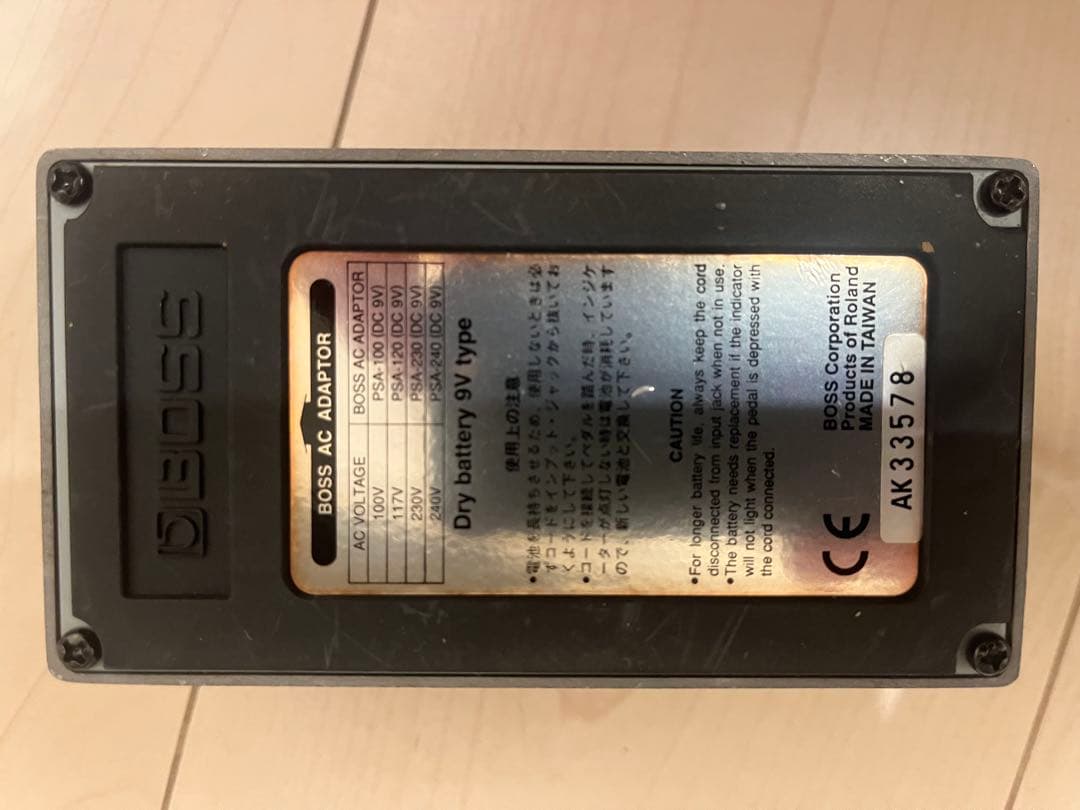 BOSS
BOSS AC ADAPTOR
AC VOLTAGE BOSS AC ADAPTOR
100V PSA-100 (DC 9V)
117V PSA-120 (DC 9V)
230V PSA-230 (DC 9V)
240V PSA-240 (DC 9V)
Dry battery 9V type
使用上の注意
•電池を長持ちさせるため、使用しないときは必
ずコードをインプット・ジャックから抜いてお
くようにして下さい。
•コードを接続してペダルを踏んだ時、インジケ
ーターが点灯しない時は電池が消耗しています
ので、新しい電池と交換して下さい。
CAUTION
•For longer battery life, always keep the cord
disconnected from input jack when not in use.
•The battery needs replacement if the indicator
will not light when the pedal is depressed with
the cord connected.
CE
BOSS Corporation
Products of Roland
MADE IN TAIWAN
AK33578